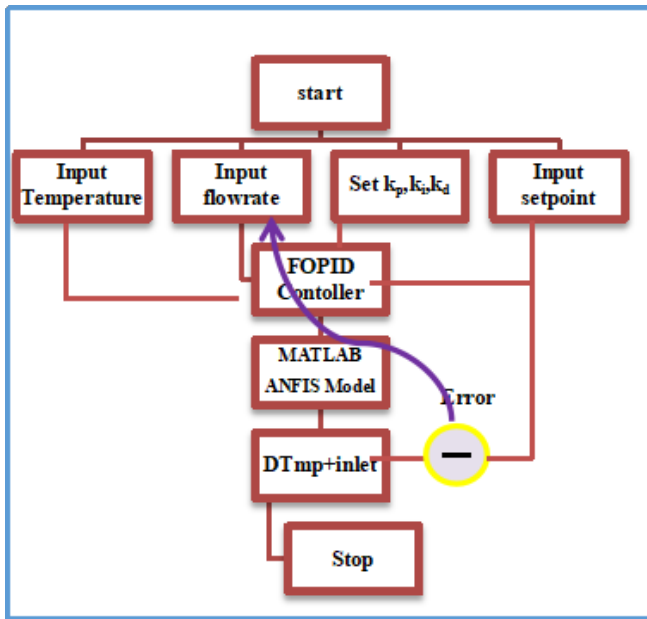 start
Input
Temperature
Input
flowrate
Set kp,ki,kd
Input
setpoint
FOPID
Contoller
MATLAB
ANFIS Model
Error
DTmp+inlet
—
Stop